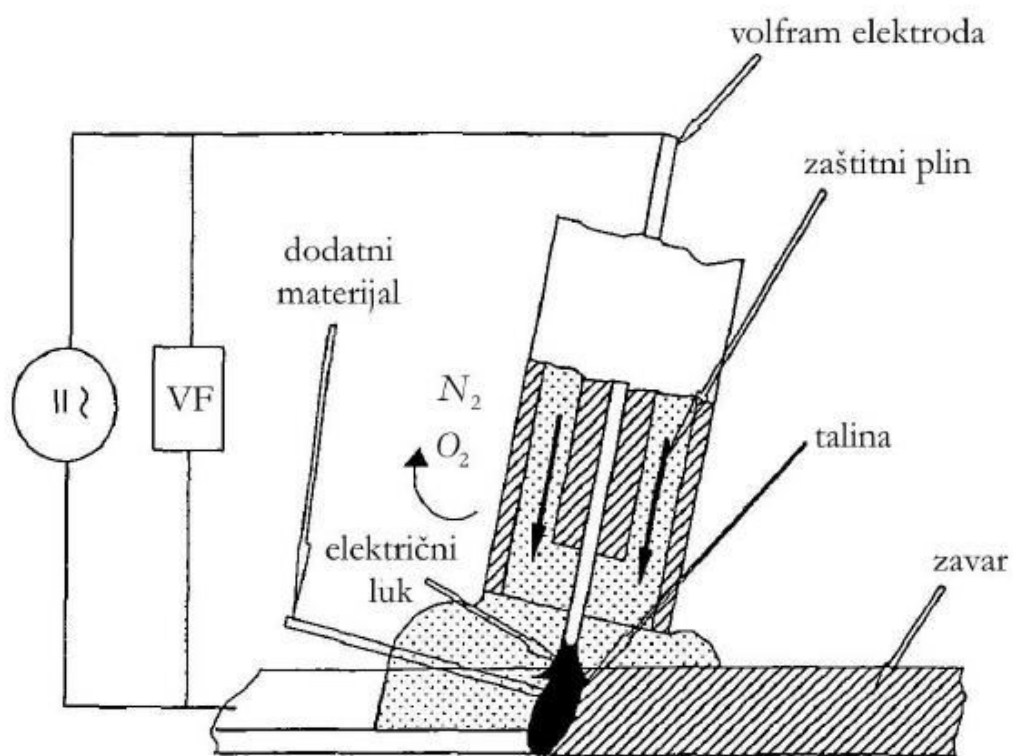 volfram elektroda
zaštitni plin
dodatni
materijal
VF
N₂
O₂
talina
električni
luk
zavar